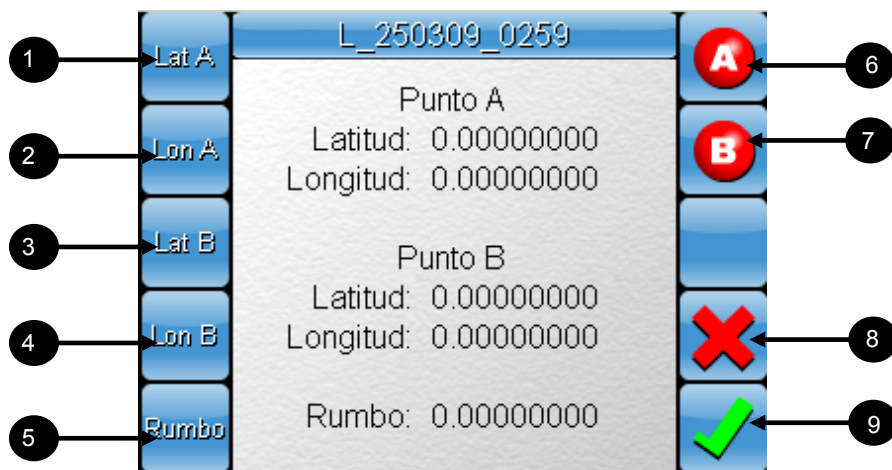 L_250309_0259
1
Lat A
2
Lon A
3
Lat B
4
Lon B
5
Rumbo
Punto A
Latitud: 0.00000000
Longitud: 0.00000000
Punto B
Latitud: 0.00000000
Longitud: 0.00000000
Rumbo: 0.00000000
A
6
B
7
8
9